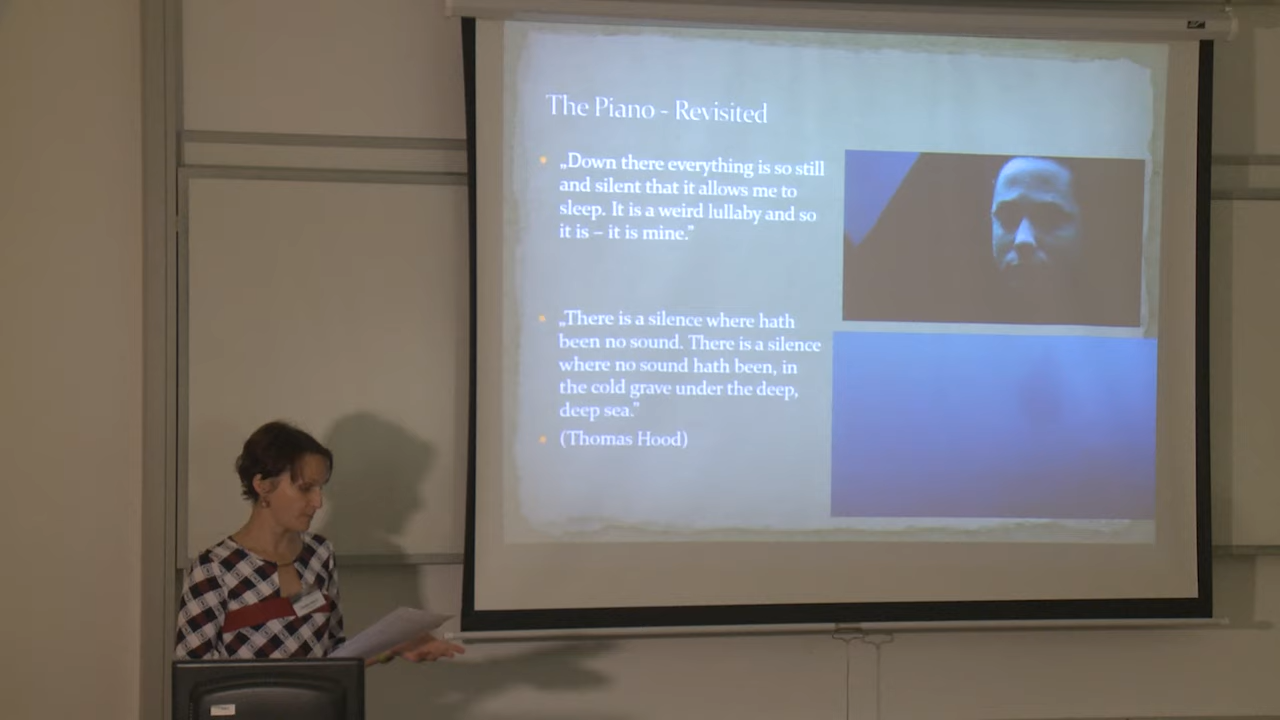 The Piano - Revisited
„Down there everything is so still
and silent that it allows me to
sleep. It is a weird lullaby and so
it is – it is mine.”
„There is a silence where hath
been no sound. There is a silence
where no sound hath been, in
the cold grave under the deep,
deep sea.”
(Thomas Hood)